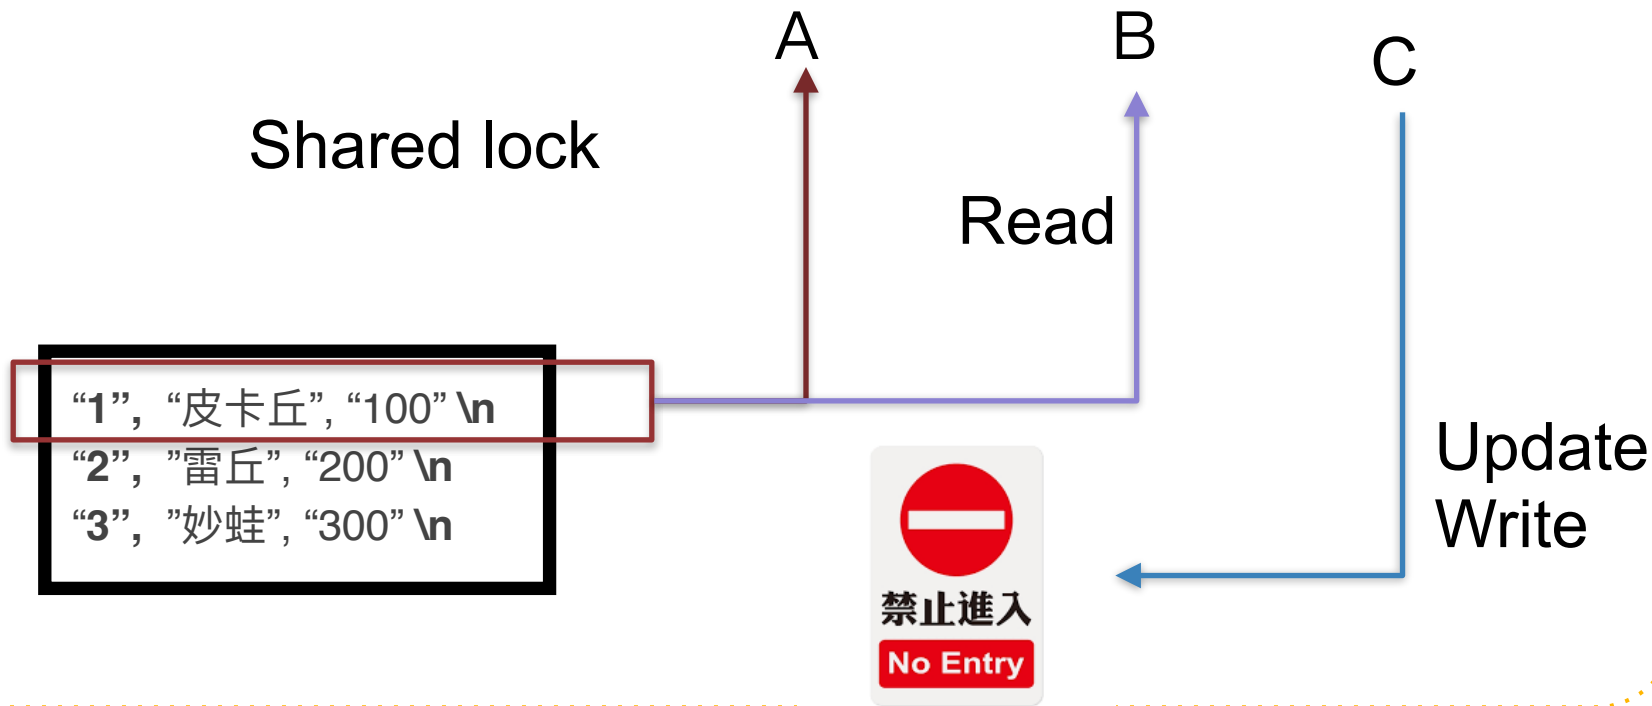 A
B
C
Shared lock
Read
“1”, “皮卡丘”, “100” \n
“2”, ”雷丘”, “200” \n
“3”, ”妙蛙”, “300” \n
Update
Write
禁止進入
No Entry